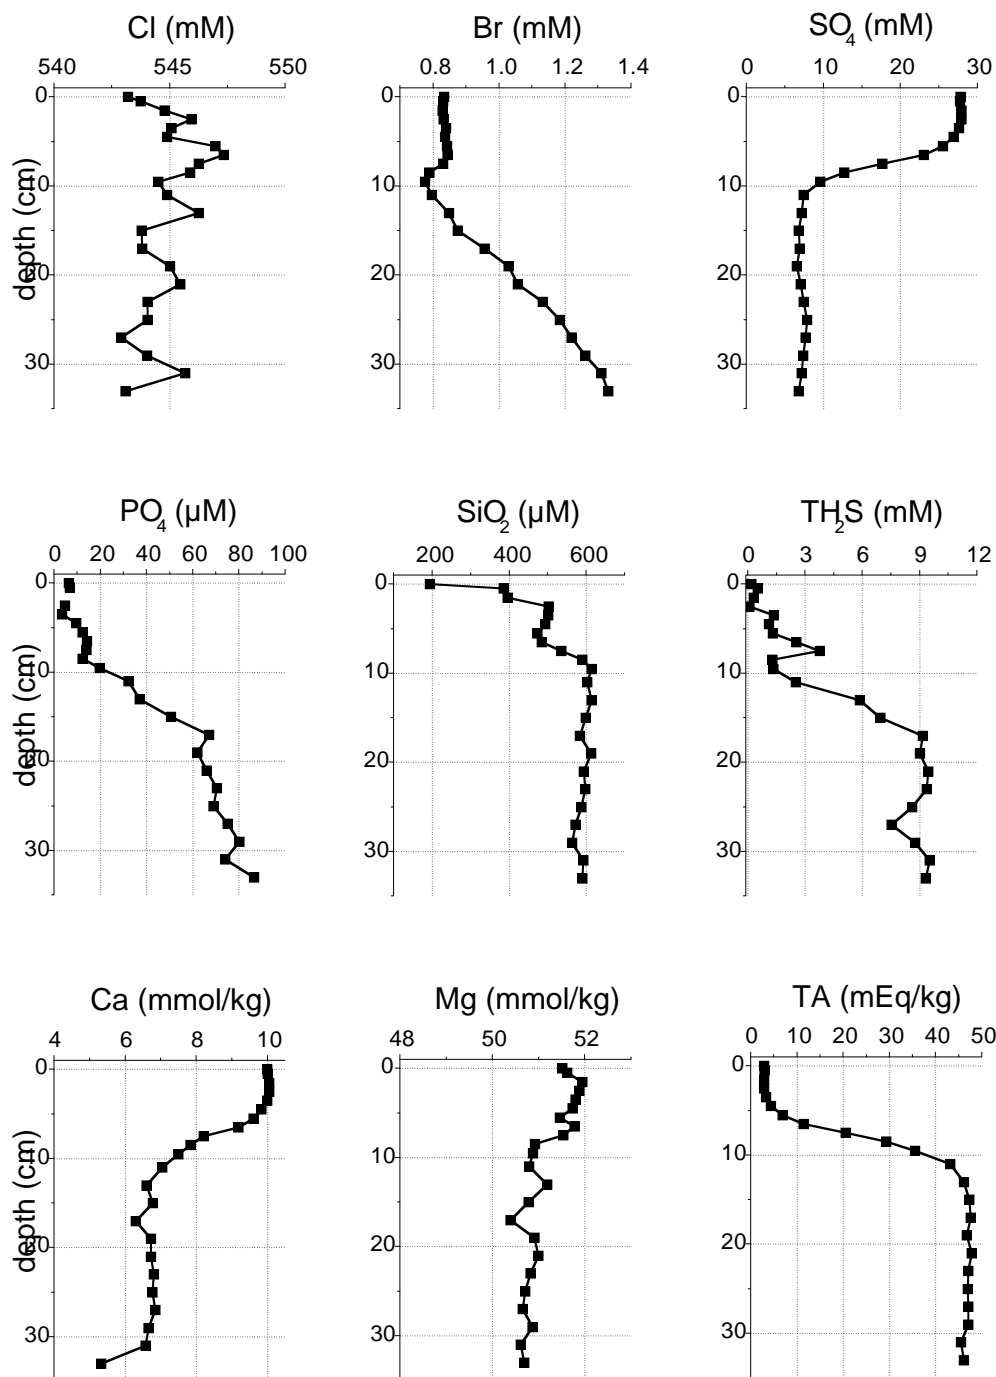 Cl (mM) Br (mM) SO4 (mM)
540 545 550 0.8 1.0 1.2 1.4 0 10 20 30
0 0 0
10 10 10
20 20 20
30 30 30
depth (cm)
PO4 (µM) SiO2 (µM) TH2S (mM)
0 20 40 60 80 100 200 400 600 0 3 6 9 12
0 0 0
10 10 10
20 20 20
30 30 30
depth (cm)
Ca (mmol/kg) Mg (mmol/kg) TA (mEq/kg)
4 6 8 10 48 50 52 0 10 20 30 40 50
0 0 0
10 10 10
20 20 20
30 30 30
depth (cm)